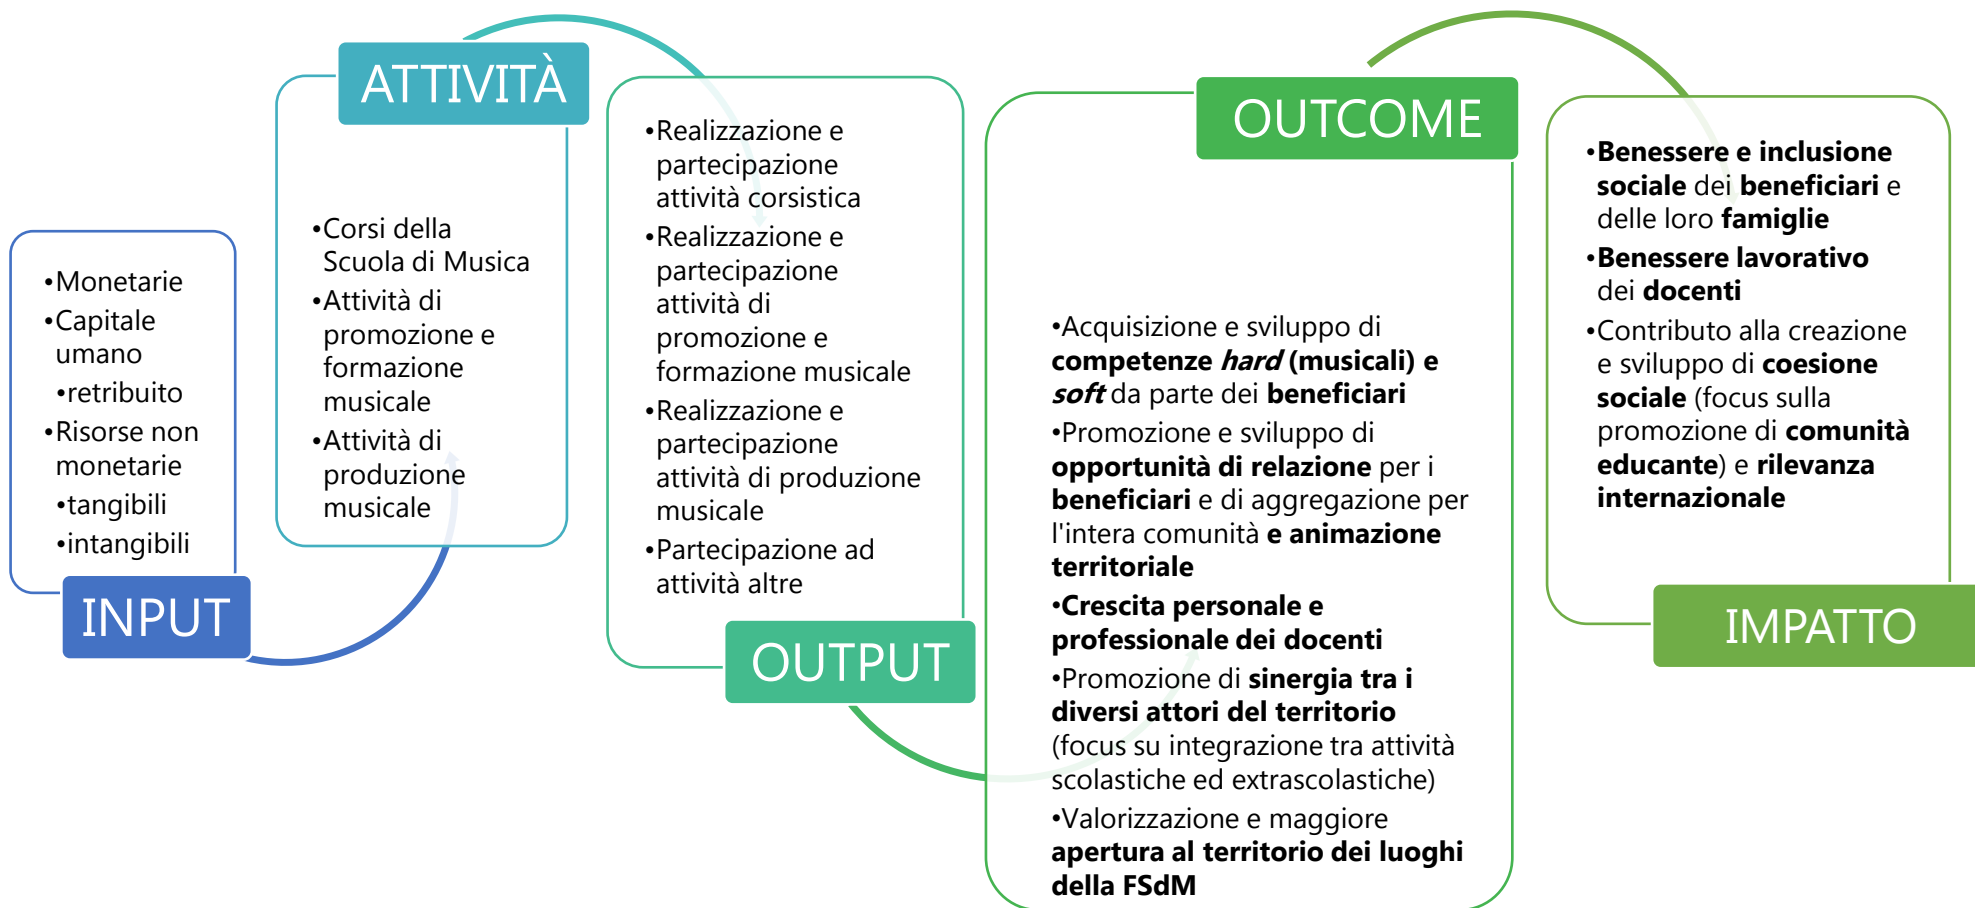 •Monetarie
•Capitale
umano
•retribuito
•Risorse non
monetarie
•tangibili
•intangibili
INPUT
ATTIVITÀ
•Corsi della
Scuola di Musica
•Attività di
promozione e
formazione
musicale
•Attività di
produzione
musicale
•Realizzazione e
partecipazione
attività corsistica
•Realizzazione e
partecipazione
attività di
promozione e
formazione musicale
•Realizzazione e
partecipazione
attività di produzione
musicale
•Partecipazione ad
attività altre
OUTPUT
OUTCOME
•Acquisizione e sviluppo di
competenze hard (musicali) e
soft da parte dei beneficiari
•Promozione e sviluppo di
opportunità di relazione per i
beneficiari e di aggregazione per
l'intera comunità e animazione
territoriale
•Crescita personale e
professionale dei docenti
•Promozione di sinergia tra i
diversi attori del territorio
(focus su integrazione tra attività
scolastiche ed extrascolastiche)
•Valorizzazione e maggiore
apertura al territorio dei luoghi
della FSdM
•Benessere e inclusione
sociale dei beneficiari e
delle loro famiglie
•Benessere lavorativo
dei docenti
•Contributo alla creazione
e sviluppo di coesione
sociale (focus sulla
promozione di comunità
educante) e rilevanza
internazionale
IMPATTO